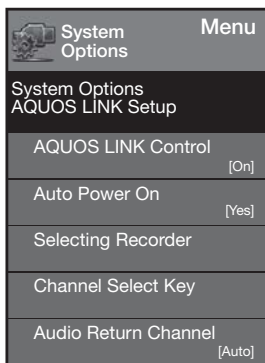 System
Options
Menu
System Options
AQUOS LINK Setup
AQUOS LINK Control
[On]
Auto Power On
[Yes]
Selecting Recorder
Channel Select Key
Audio Return Channel
[Auto]